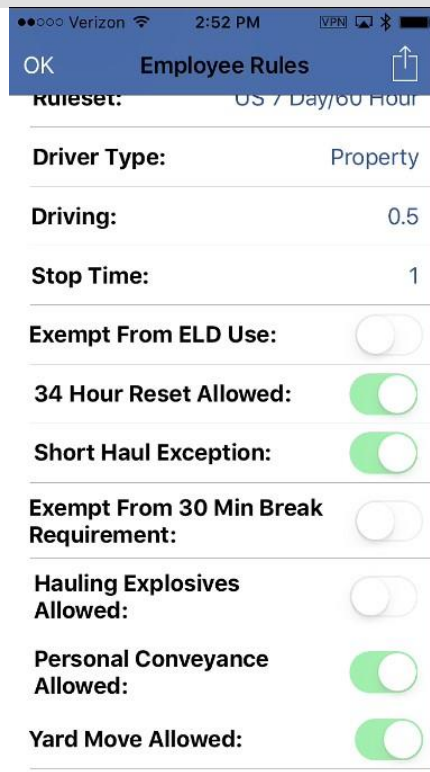 Verizon 2:52 PM VPN
OK Employee Rules
Ruleset: US 7 Day/60 Hour
Driver Type: Property
Driving: 0.5
Stop Time: 1
Exempt From ELD Use:
34 Hour Reset Allowed:
Short Haul Exception:
Exempt From 30 Min Break
Requirement:
Hauling Explosives
Allowed:
Personal Conveyance
Allowed:
Yard Move Allowed: